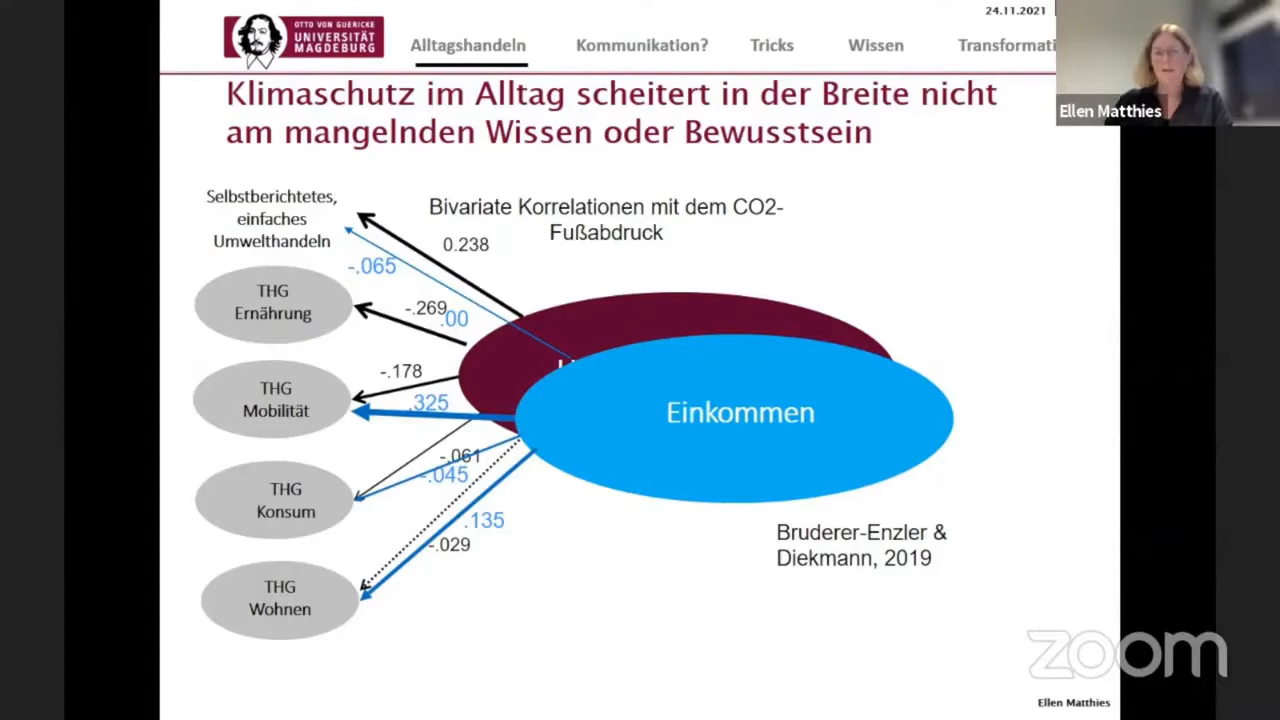 24.11.2021
OTTO VON GUERICKE
UNIVERSITÄT
MAGDEBURG
Alltagshandeln
Kommunikation?
Tricks
Wissen
Transformati
Klimaschutz im Alltag scheitert in der Breite nicht
am mangelnden Wissen oder Bewusstsein
Ellen Matthies
Selbstberichtetes,
einfaches
Umwelthandeln
Bivariate Korrelationen mit dem CO2-
Fußabdruck
0.238
-.065
THG
Ernährung
-.269
.00
THG
Mobilität
-.178
.325
Einkommen
THG
Konsum
-.061
-.045
.135
-.029
THG
Wohnen
Bruderer-Enzler &
Diekmann, 2019
zoom
Ellen Matthies